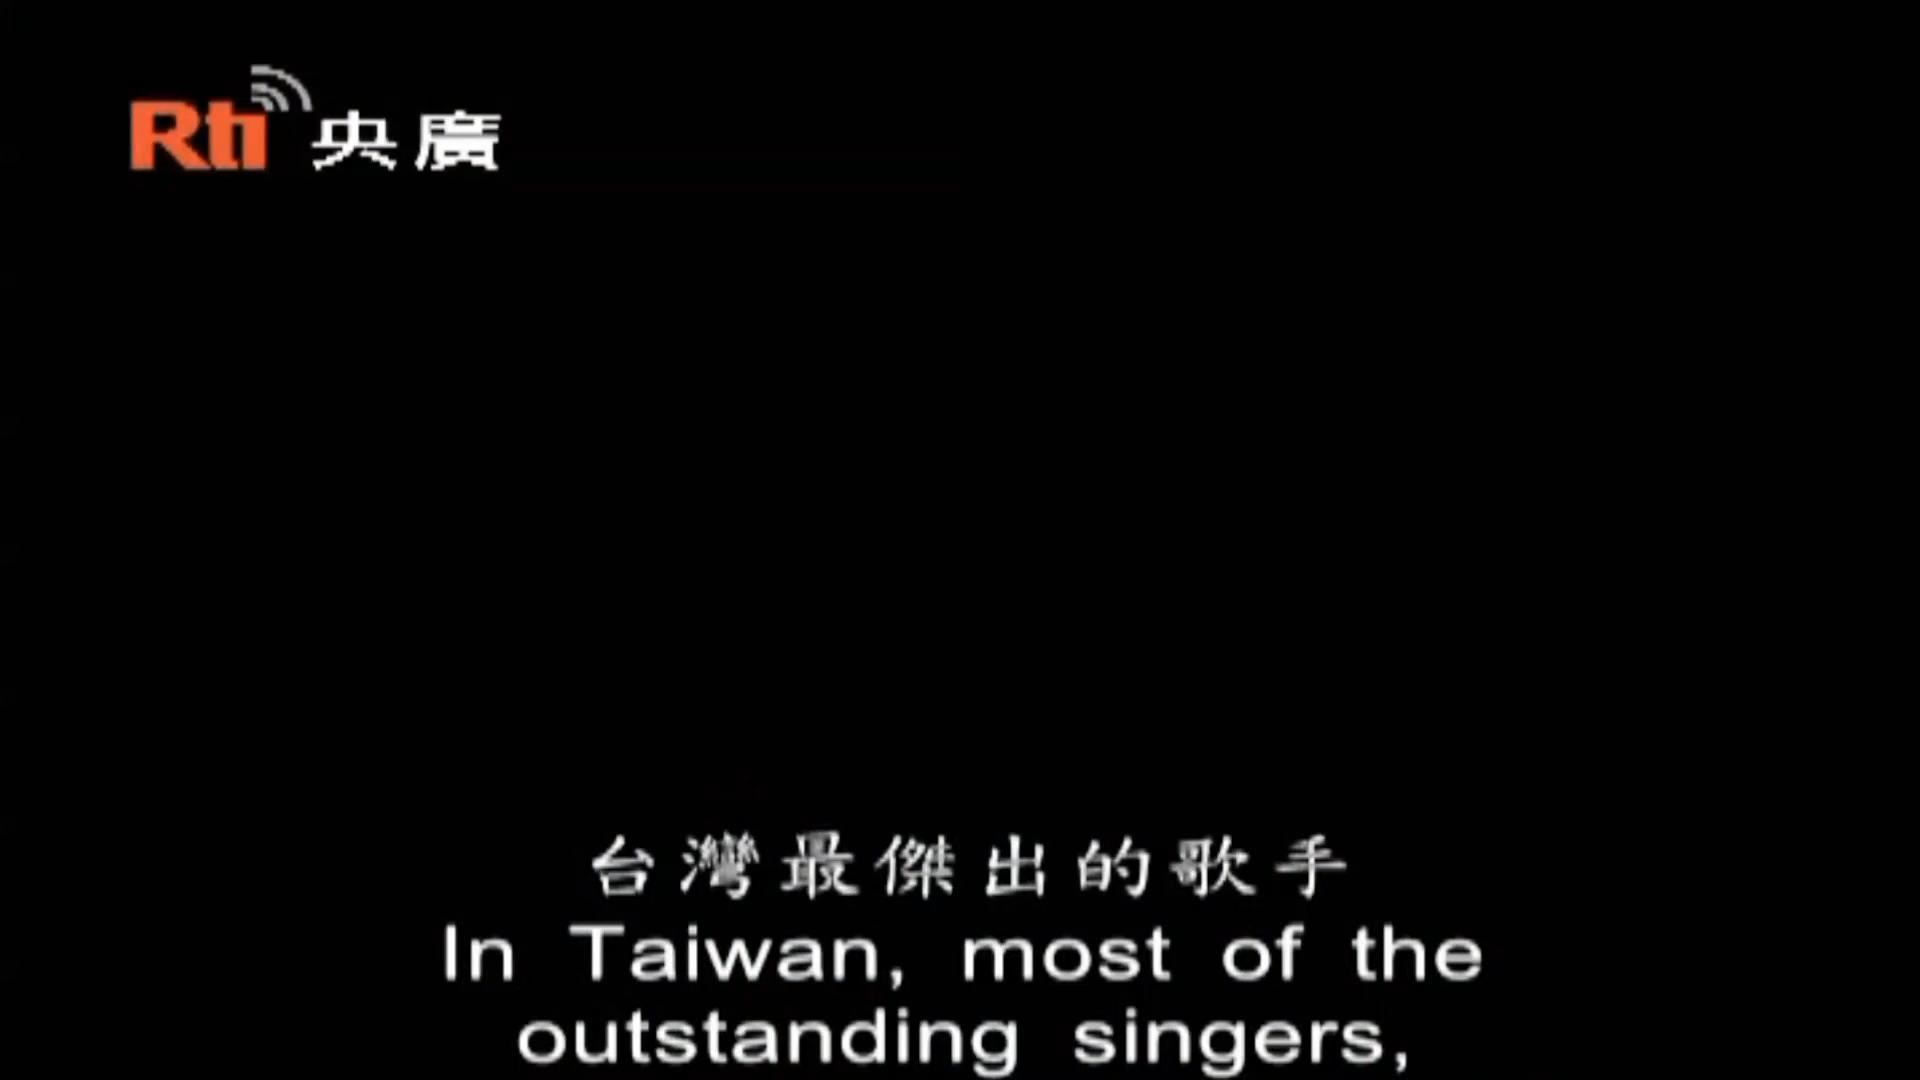 Rti 央廣
台灣最傑出的歌手
In Taiwan, most of the
outstanding singers,